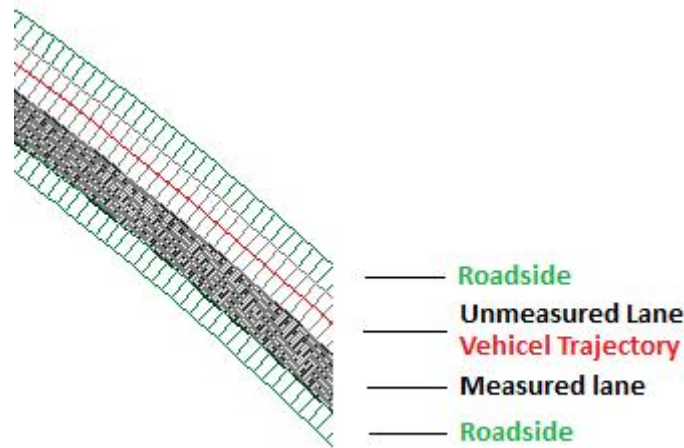 Roadside
Unmeasured Lane
Vehicel Trajectory
Measured lane
Roadside